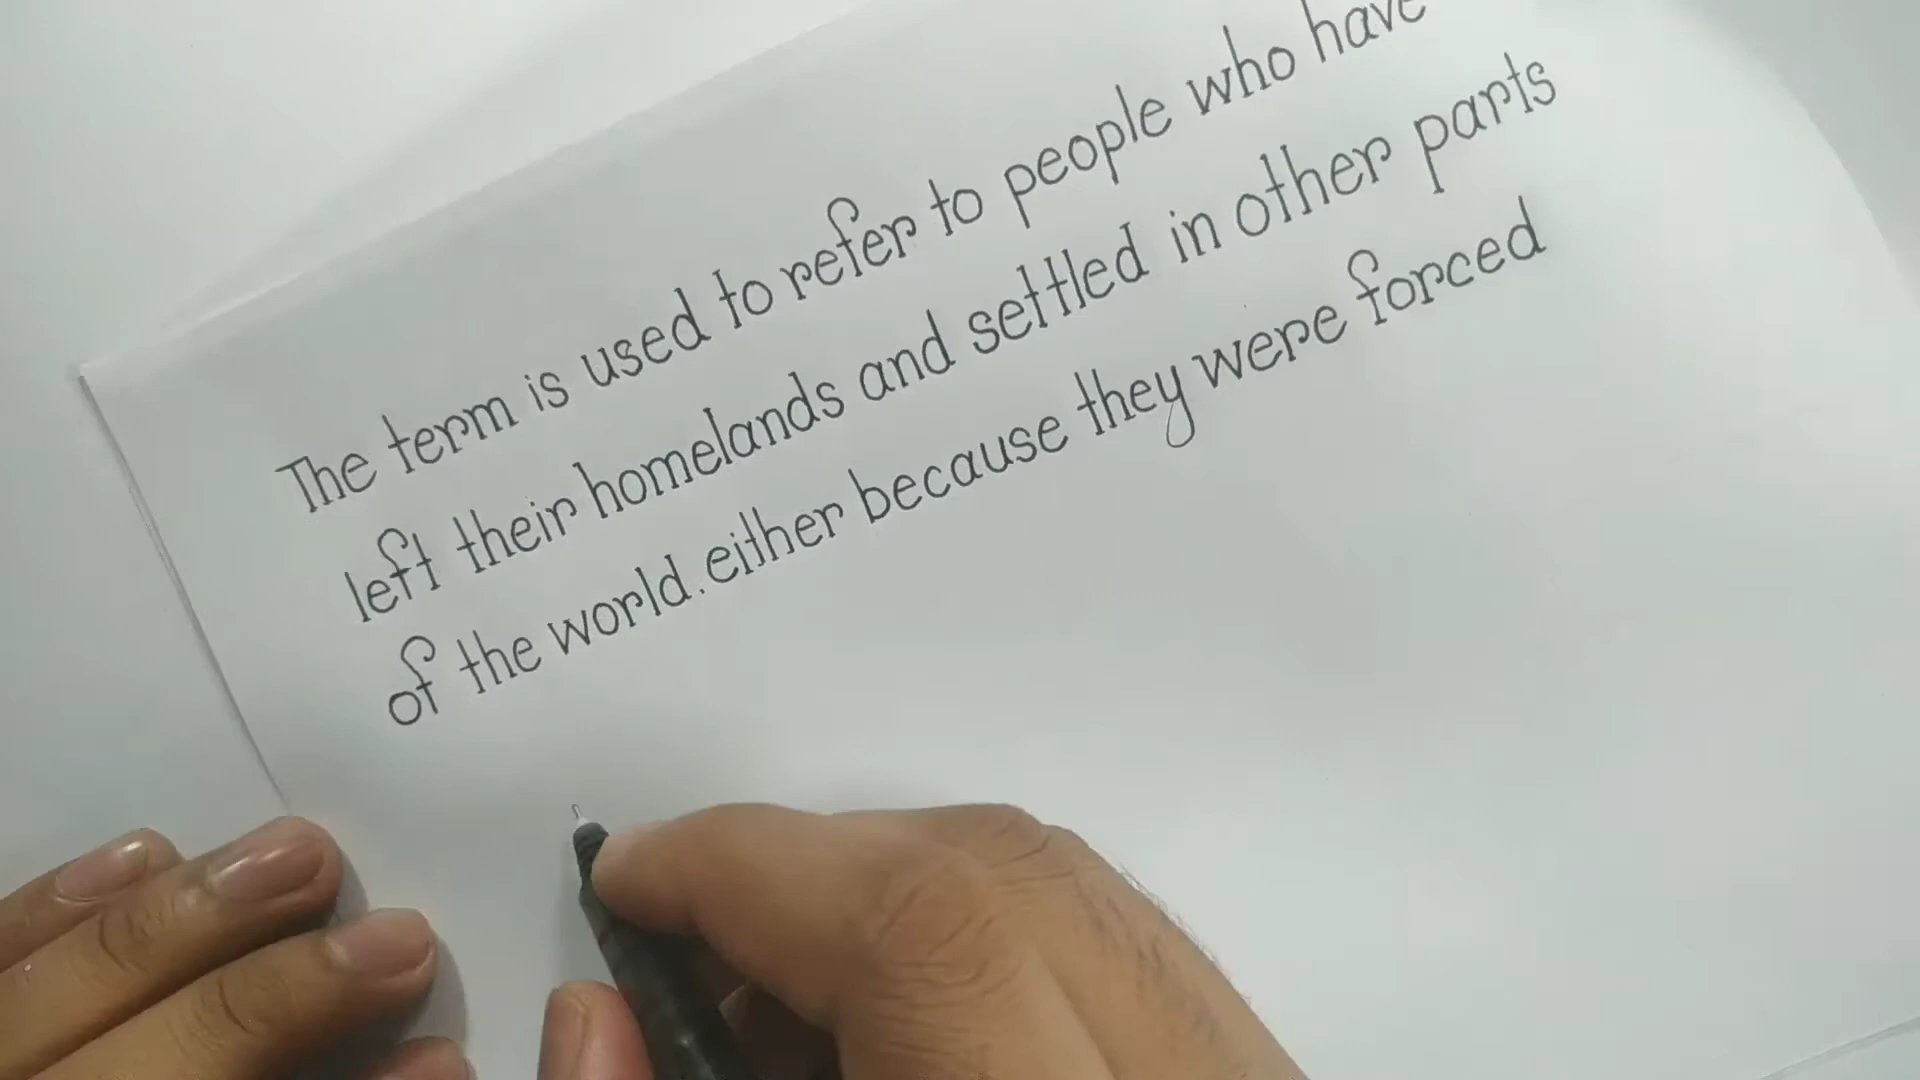 The term is used to refer to people who have
left their homelands and settled in other parts
of the world. either because they were forced